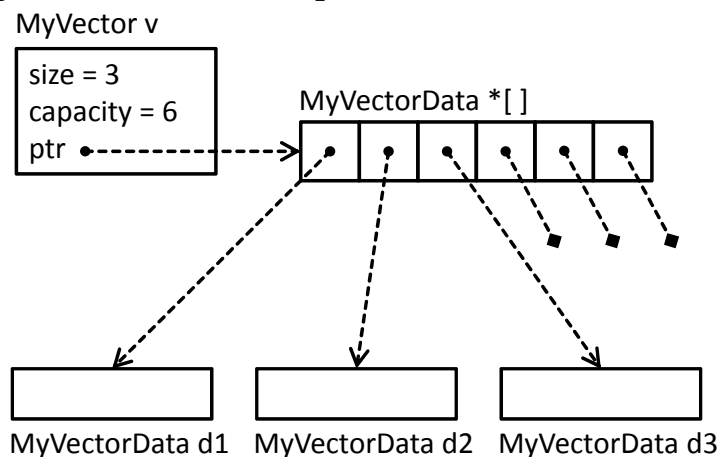 MyVector v
size = 3
capacity = 6
ptr
MyVectorData *[ ]
MyVectorData d1
MyVectorData d2
MyVectorData d3